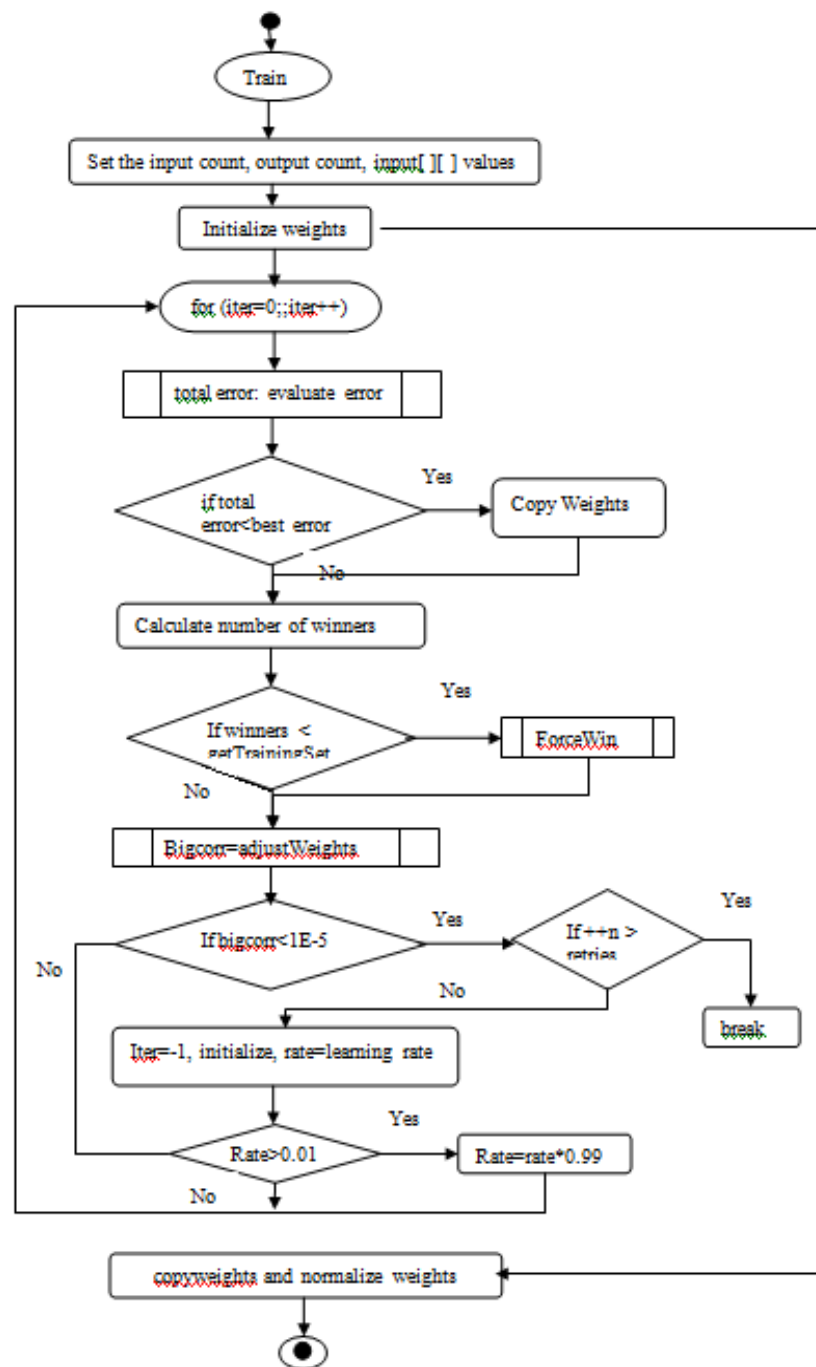 Train
Set the input count, output count, input[ ][ ] values
Initialize weights
for (iter=0;;iter++)
total error: evaluate error
if total
error<best error
Yes
Copy Weights
No
Calculate number of winners
If winners <
getTrainingSet
Yes
ForceWin
No
Bigcorr=adjustWeights
If bigcorr<1E-5
Yes
If ++n >
retries
Yes
No
No
break
Iter=-1, initialize, rate=learning rate
Rate>0.01
Yes
Rate=rate*0.99
No
copyweights and normalize weights